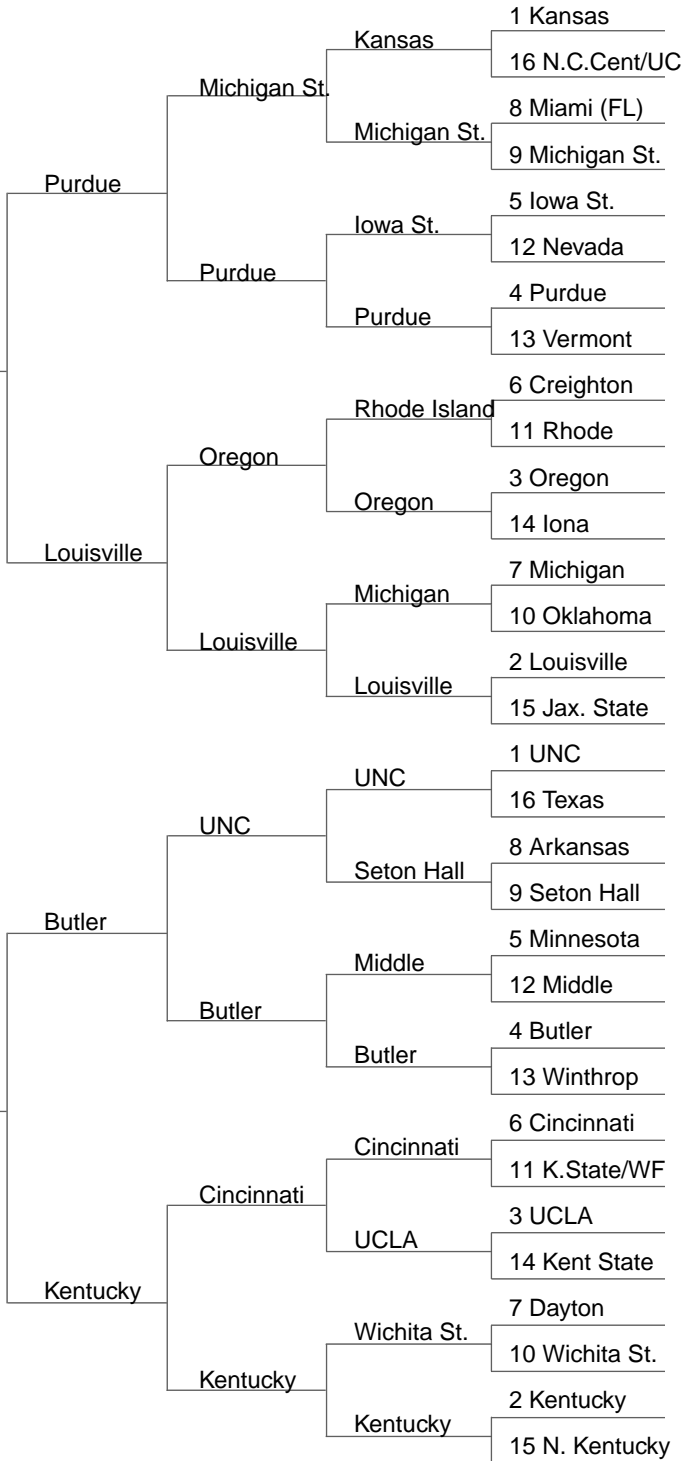 1 Kansas
Kansas
16 N.C.Cent/UC
Michigan St.
8 Miami (FL)
Michigan St.
9 Michigan St.
Purdue
5 Iowa St.
Iowa St.
12 Nevada
Purdue
4 Purdue
Purdue
13 Vermont
6 Creighton
Rhode Island
11 Rhode
Oregon
3 Oregon
Oregon
14 Iona
Louisville
7 Michigan
Michigan
10 Oklahoma
Louisville
2 Louisville
Louisville
15 Jax. State
1 UNC
UNC
16 Texas
UNC
8 Arkansas
Seton Hall
9 Seton Hall
Butler
5 Minnesota
Middle
12 Middle
Butler
4 Butler
Butler
13 Winthrop
6 Cincinnati
Cincinnati
11 K.State/WF
Cincinnati
3 UCLA
UCLA
14 Kent State
Kentucky
7 Dayton
Wichita St.
10 Wichita St.
Kentucky
2 Kentucky
Kentucky
15 N. Kentucky